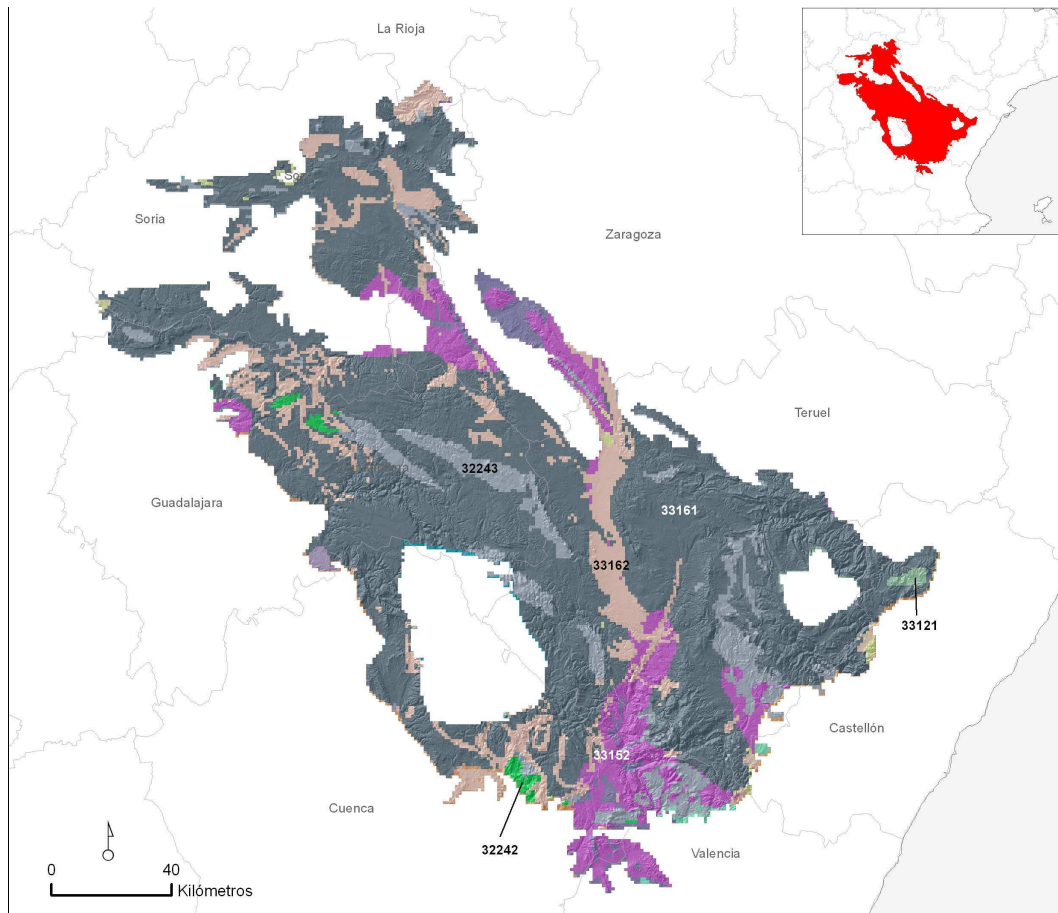 La Rioja
Soria
Zaragoza
Teruel
32243
Guadalajara
33161
33162
33121
Castellón
33152
Cuenca
32242
Valencia
0
40
Kilómetros